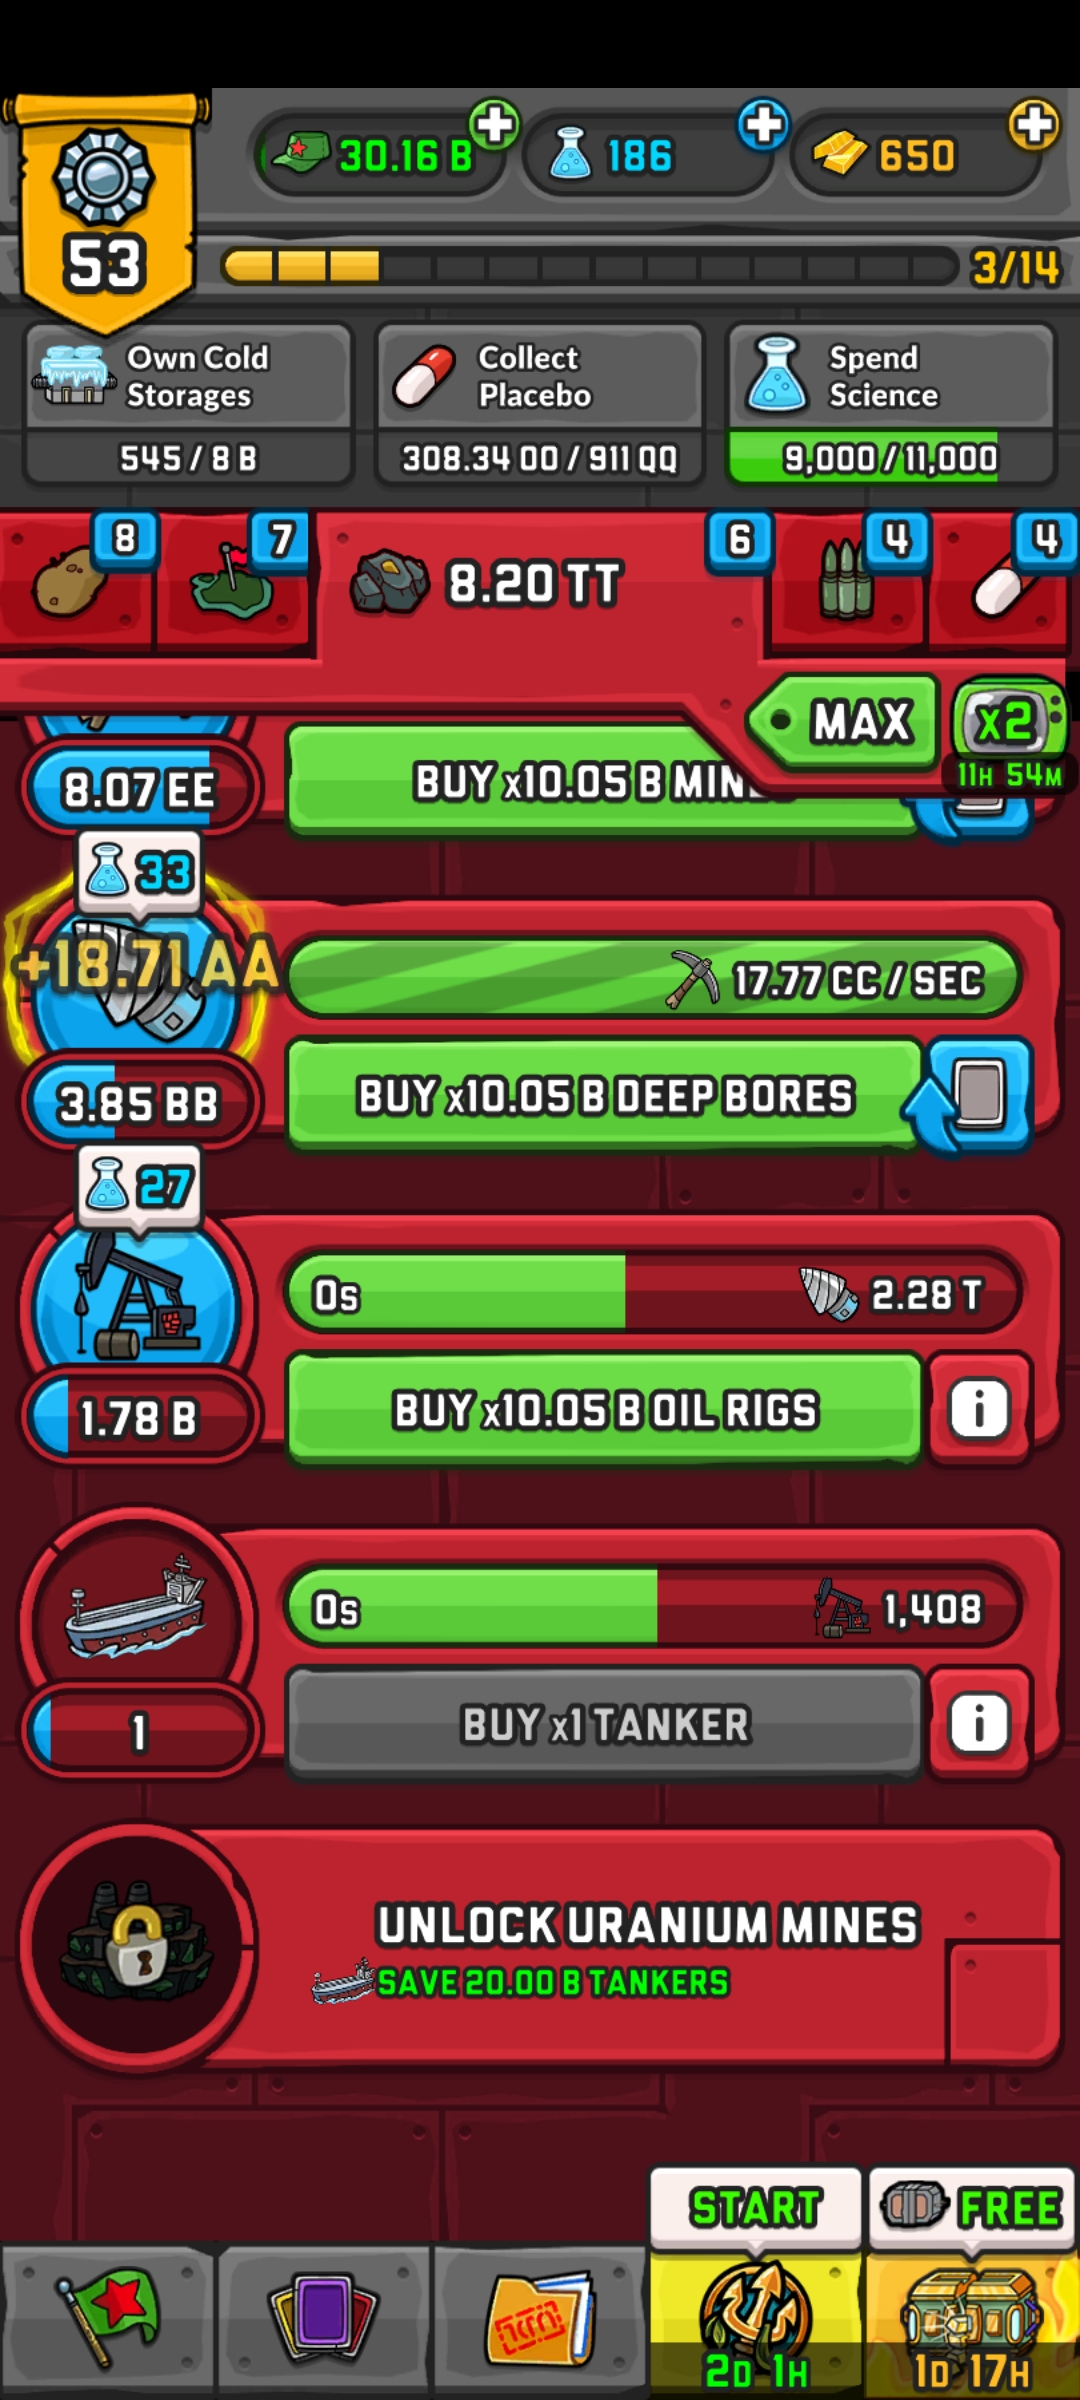 30.16 B
186
650
53
3/14
Own Cold
Storages
545 / 8 B
Collect
Placebo
308.34 OO / 911 QQ
Spend
Science
9,000 / 11,000
8
7
8.20 TT
6
4
4
MAX
x2
11H 54M
8.07 EE
BUY x10.05 B
33
+18.71 AA
17.77 CC / SEC
3.85 BB
BUY x10.05 B DEEP BORES
27
0s
2.28 T
1.78 B
BUY x10.05 B OIL RIGS
i
0s
1,408
1
BUY x1 TANKER
i
UNLOCK URANIUM MINES
SAVE 20.00 B TANKERS
START
FREE
2D 1H
1D 17H